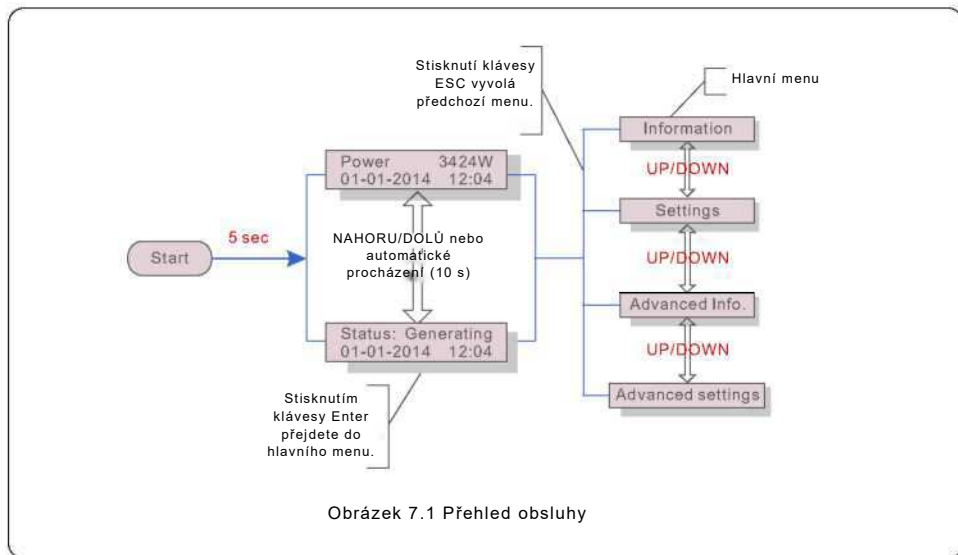 Stisknutí klávesy
ESC vyvolá
předchozí menu.
Hlavní menu
Information
UP/DOWN
Settings
UP/DOWN
Advanced Info.
UP/DOWN
Advanced settings
Power 3424W
01-01-2014 12:04
5 sec
Start
NAHORU/DOLŮ nebo
automatické
procházení (10 s)
Status: Generating
01-01-2014 12:04
Stisknutím
klávesy Enter
přejdete do
hlavního menu.
Obrázek 7.1 Přehled obsluhy